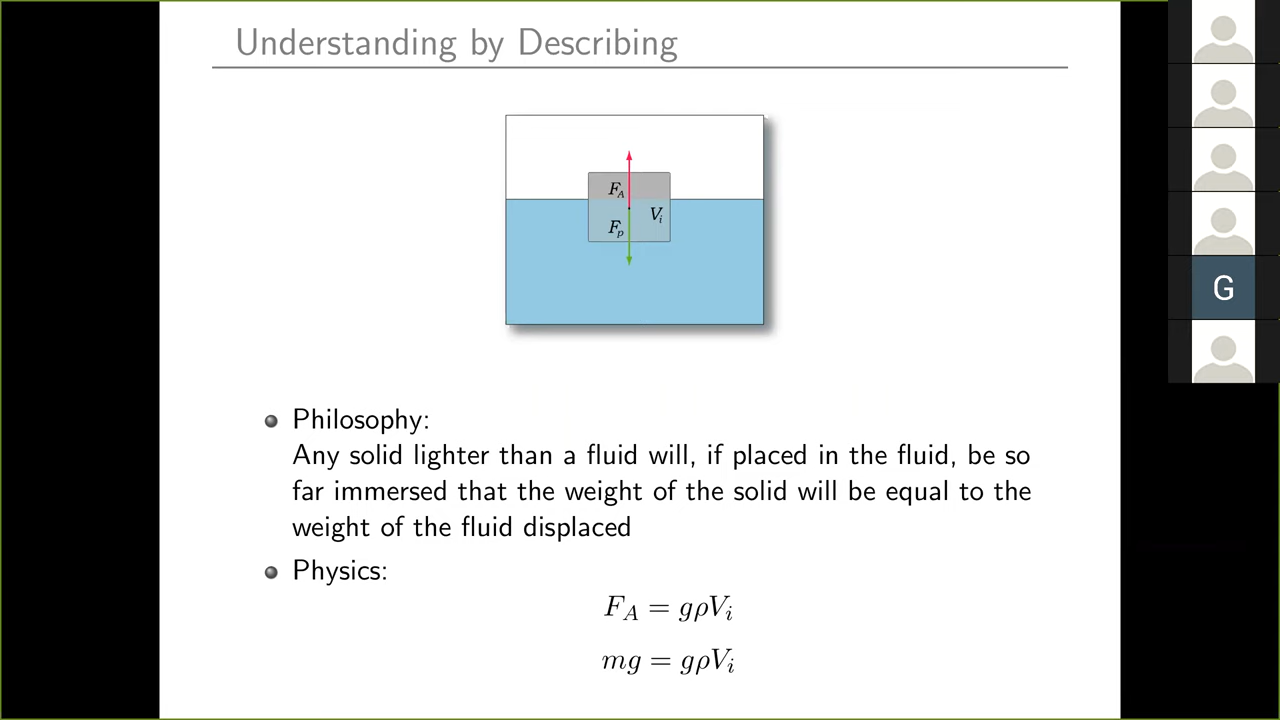 Understanding by Describing
F_A
V_i
F_p
G
Philosophy:
Any solid lighter than a fluid will, if placed in the fluid, be so
far immersed that the weight of the solid will be equal to the
weight of the fluid displaced
Physics:
F_A = gρV_i
mg = gρV_i